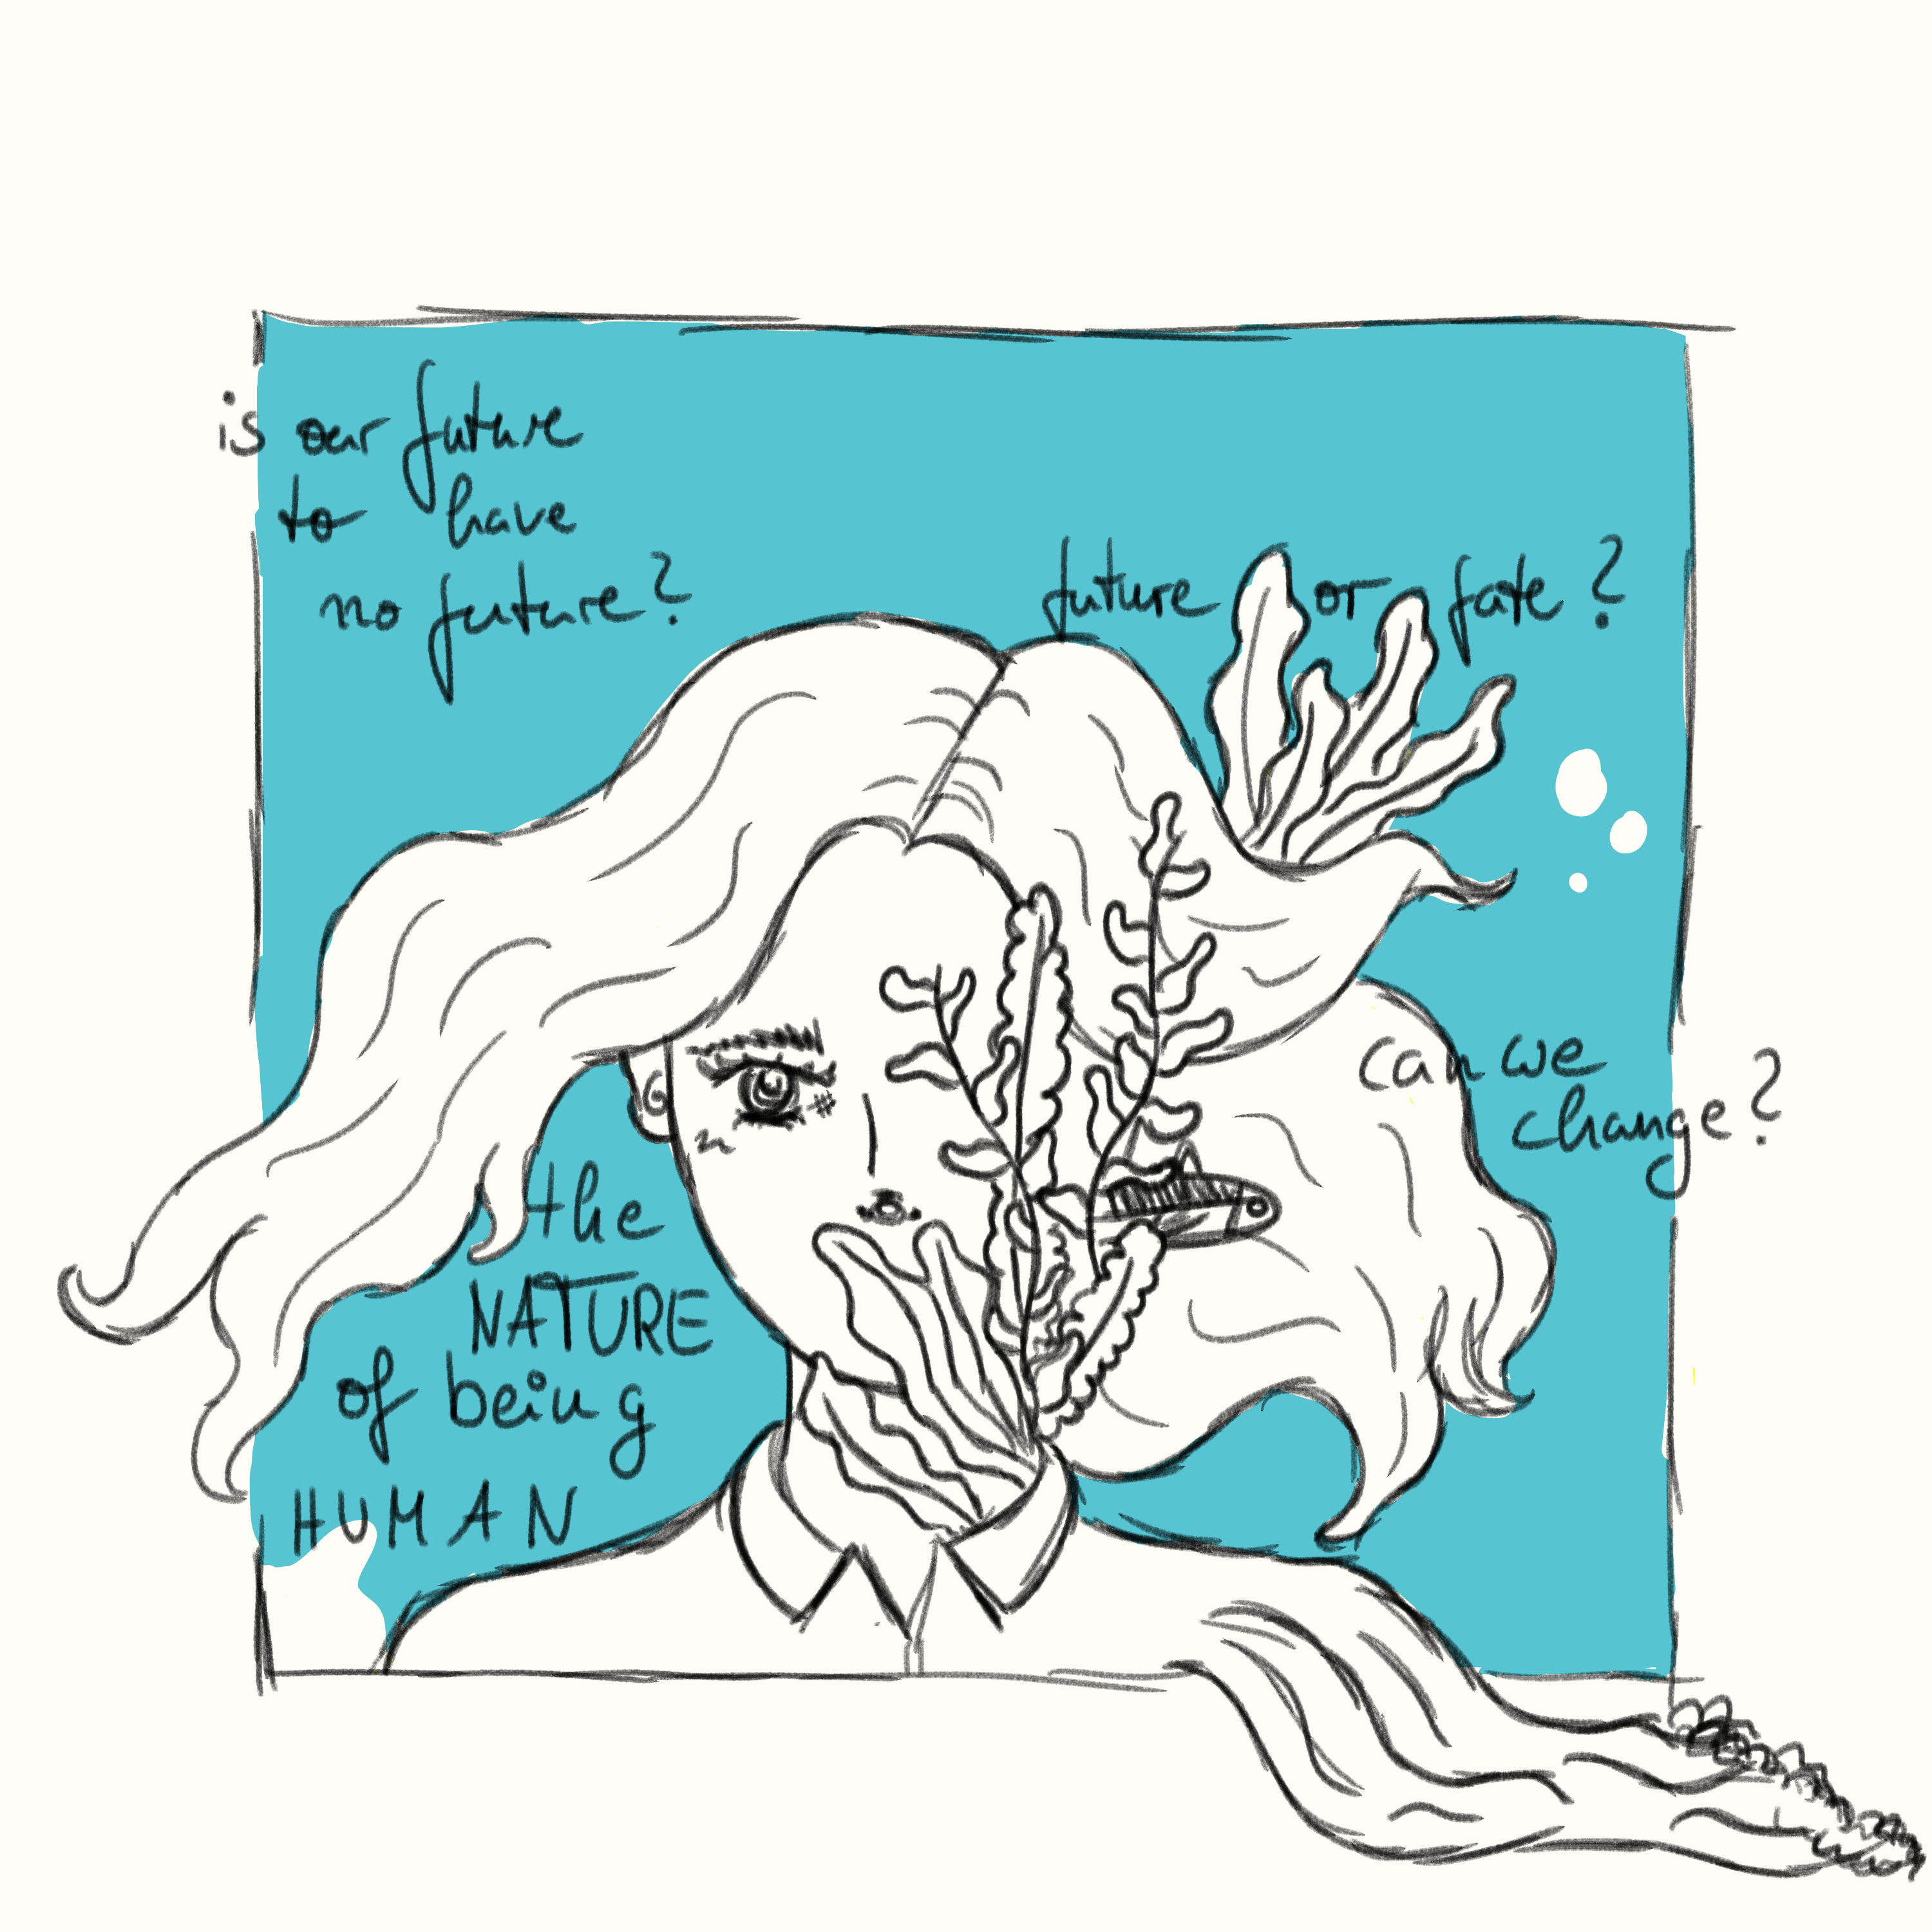 is our future
to have
no future?
future or fate?
can we
change?
the
NATURE
of being
HUMAN